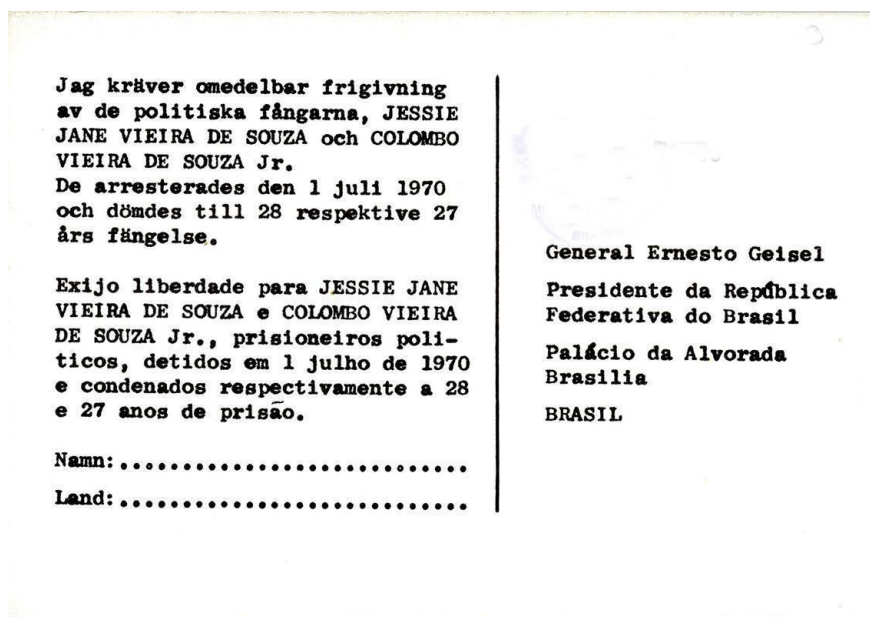 3
Jag kräver omedelbar frigivning
av de politiska fångarna, JESSIE
JANE VIEIRA DE SOUZA och COLOMBO
VIEIRA DE SOUZA Jr.
De arresterades den 1 juli 1970
och dömdes till 28 respektive 27
års fängelse.
Exijo liberdade para JESSIE JANE
VIEIRA DE SOUZA e COLOMBO VIEIRA
DE SOUZA Jr., prisioneiros poli-
ticos, detidos em 1 julho de 1970
e condenados respectivamente a 28
e 27 anos de prisão.
Namn:............................
Land:............................
General Ernesto Geisel
Presidente da República
Federativa do Brasil
Palácio da Alvorada
Brasilia
BRASIL